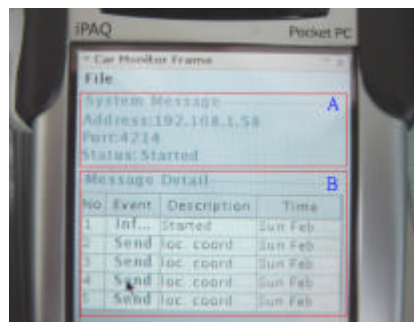 iPAQ Pocket PC
Car Monitor Frame
File
System Message A
Address:192.168.1.58
Port:4214
Status: Started
Message Detail B
No Event Description Time
1 Inf... Started Sun Feb
2 Send loc. coord Sun Feb
3 Send loc. coord Sun Feb
4 Send loc. coord Sun Feb
5 Send loc. coord Sun Feb